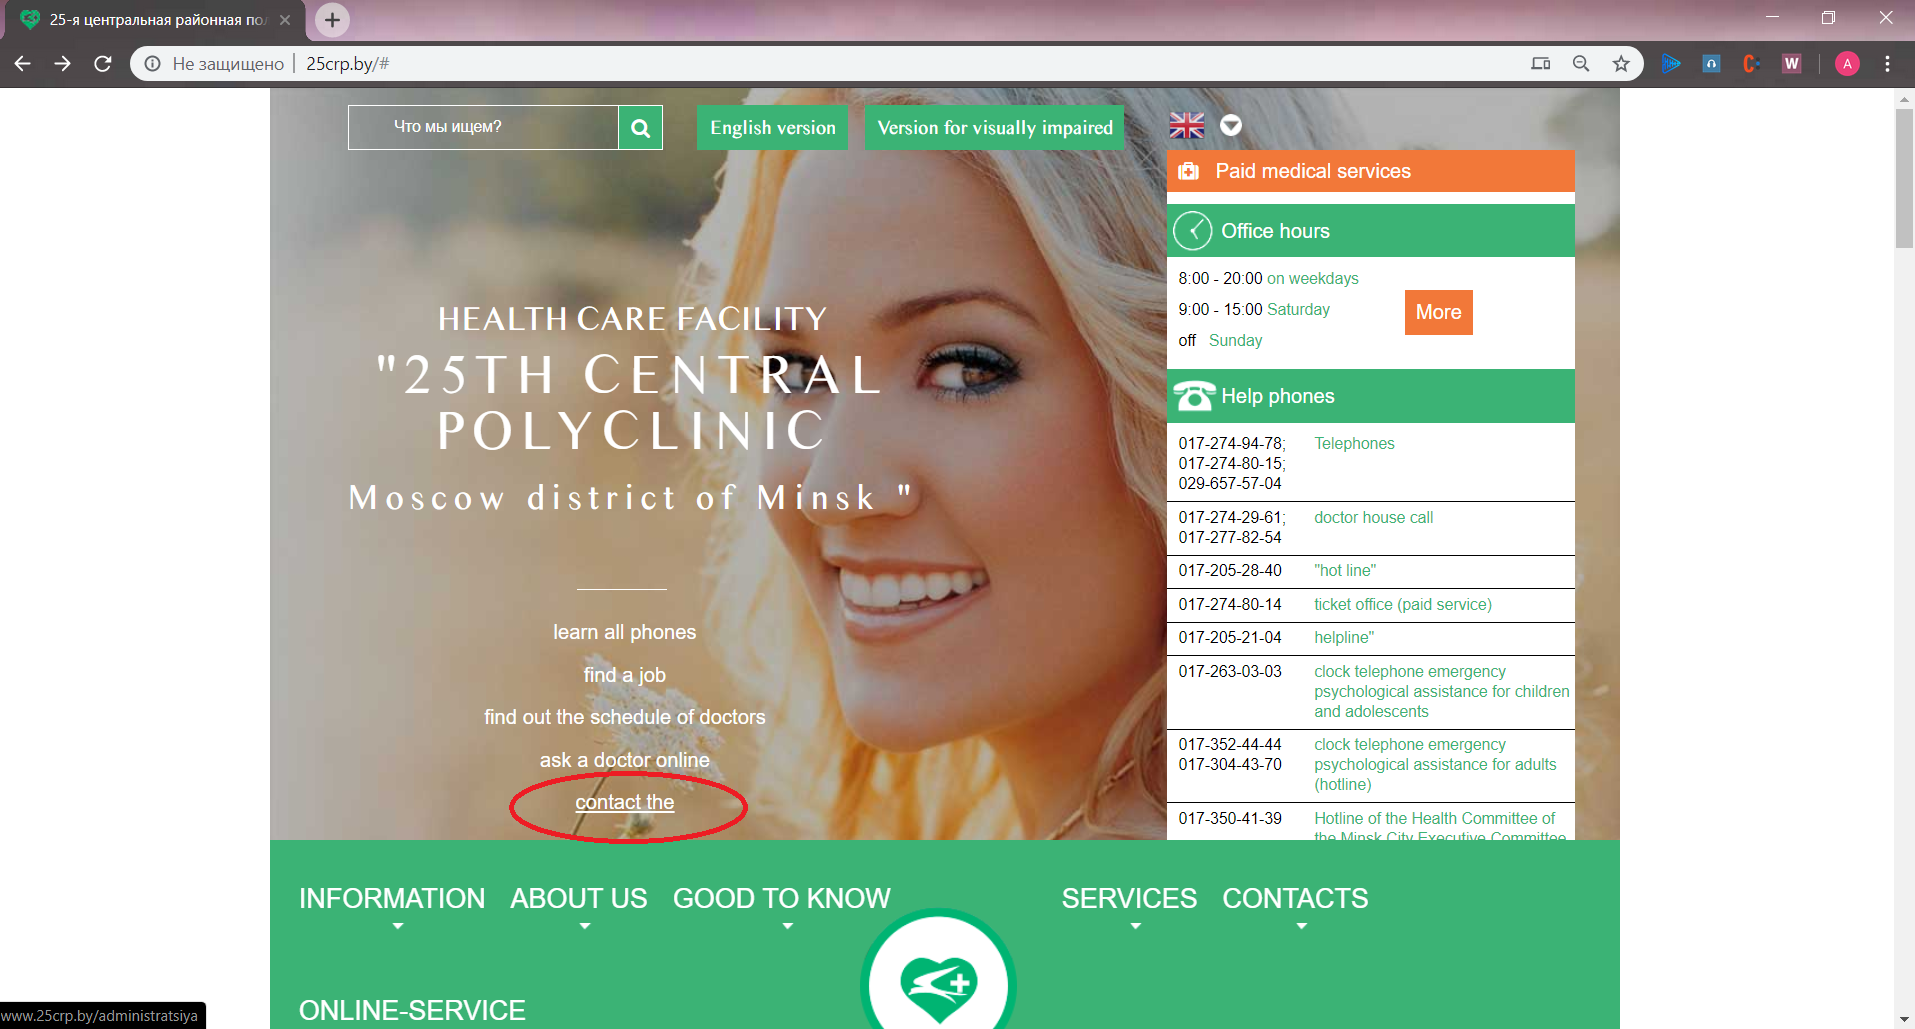 25-я центральная районная по
Не защищено
25crp.by/#
W
A
Что мы ищем?
English version
Version for visually impaired
Paid medical services
Office hours
8:00 - 20:00 on weekdays
9:00 - 15:00 Saturday
off Sunday
More
HEALTH CARE FACILITY
"25TH CENTRAL
POLYCLINIC
Moscow district of Minsk "
Help phones
017-274-94-78; Telephones
017-274-80-15;
029-657-57-04
017-274-29-61; doctor house call
017-277-82-54
017-205-28-40 "hot line"
017-274-80-14 ticket office (paid service)
017-205-21-04 helpline"
017-263-03-03 clock telephone emergency
psychological assistance for children
and adolescents
017-352-44-44 clock telephone emergency
017-304-43-70 psychological assistance for adults
(hotline)
017-350-41-39 Hotline of the Health Committee of
the Minsk City Executive Committee
learn all phones
find a job
find out the schedule of doctors
ask a doctor online
contact the
INFORMATION ABOUT US GOOD TO KNOW SERVICES CONTACTS
ONLINE-SERVICE
www.25crp.by/administratsiya